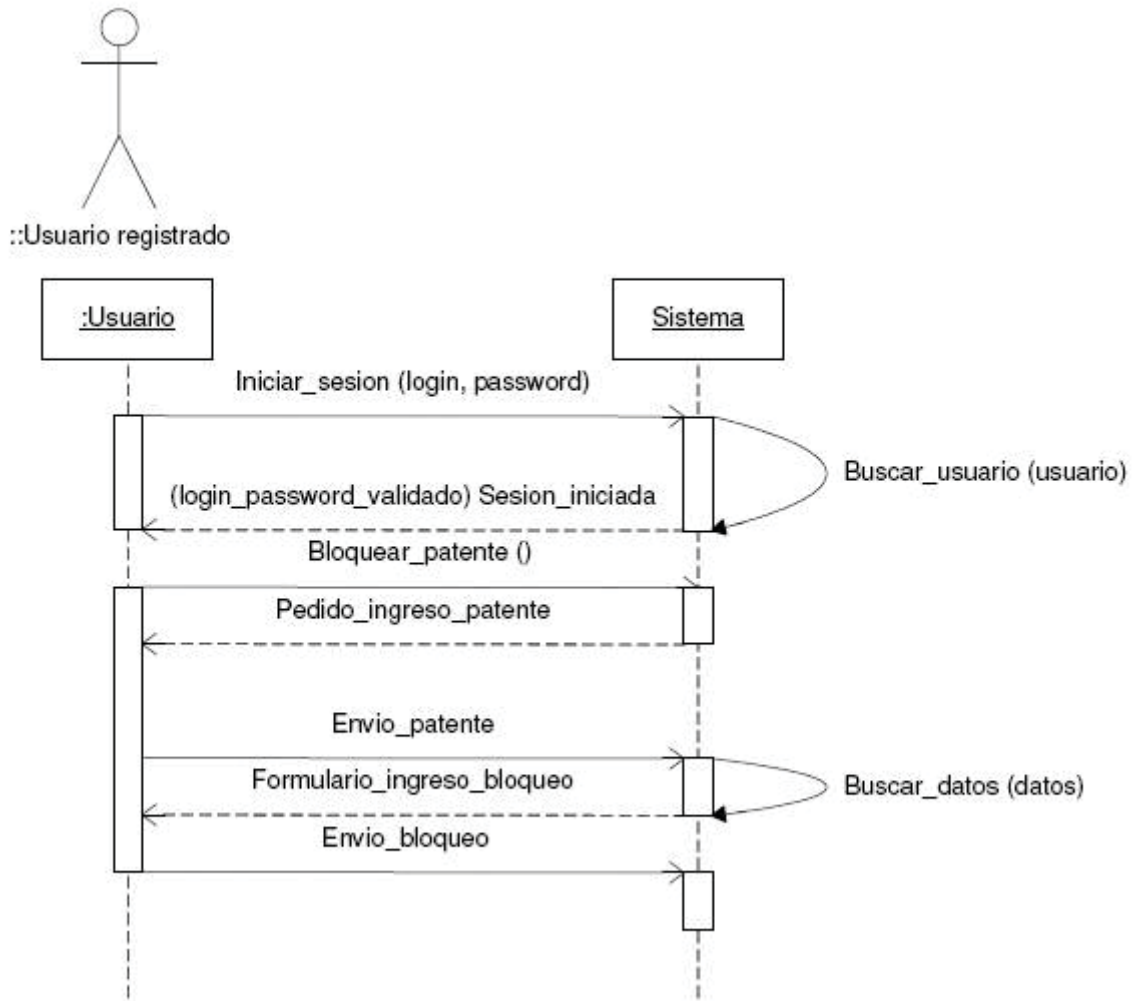 ::Usuario registrado
:Usuario
Sistema
Iniciar_sesion (login, password)
Buscar_usuario (usuario)
(login_password_validado) Sesion_iniciada
Bloquear_patente ()
Pedido_ingreso_patente
Envio_patente
Formulario_ingreso_bloqueo
Buscar_datos (datos)
Envio_bloqueo